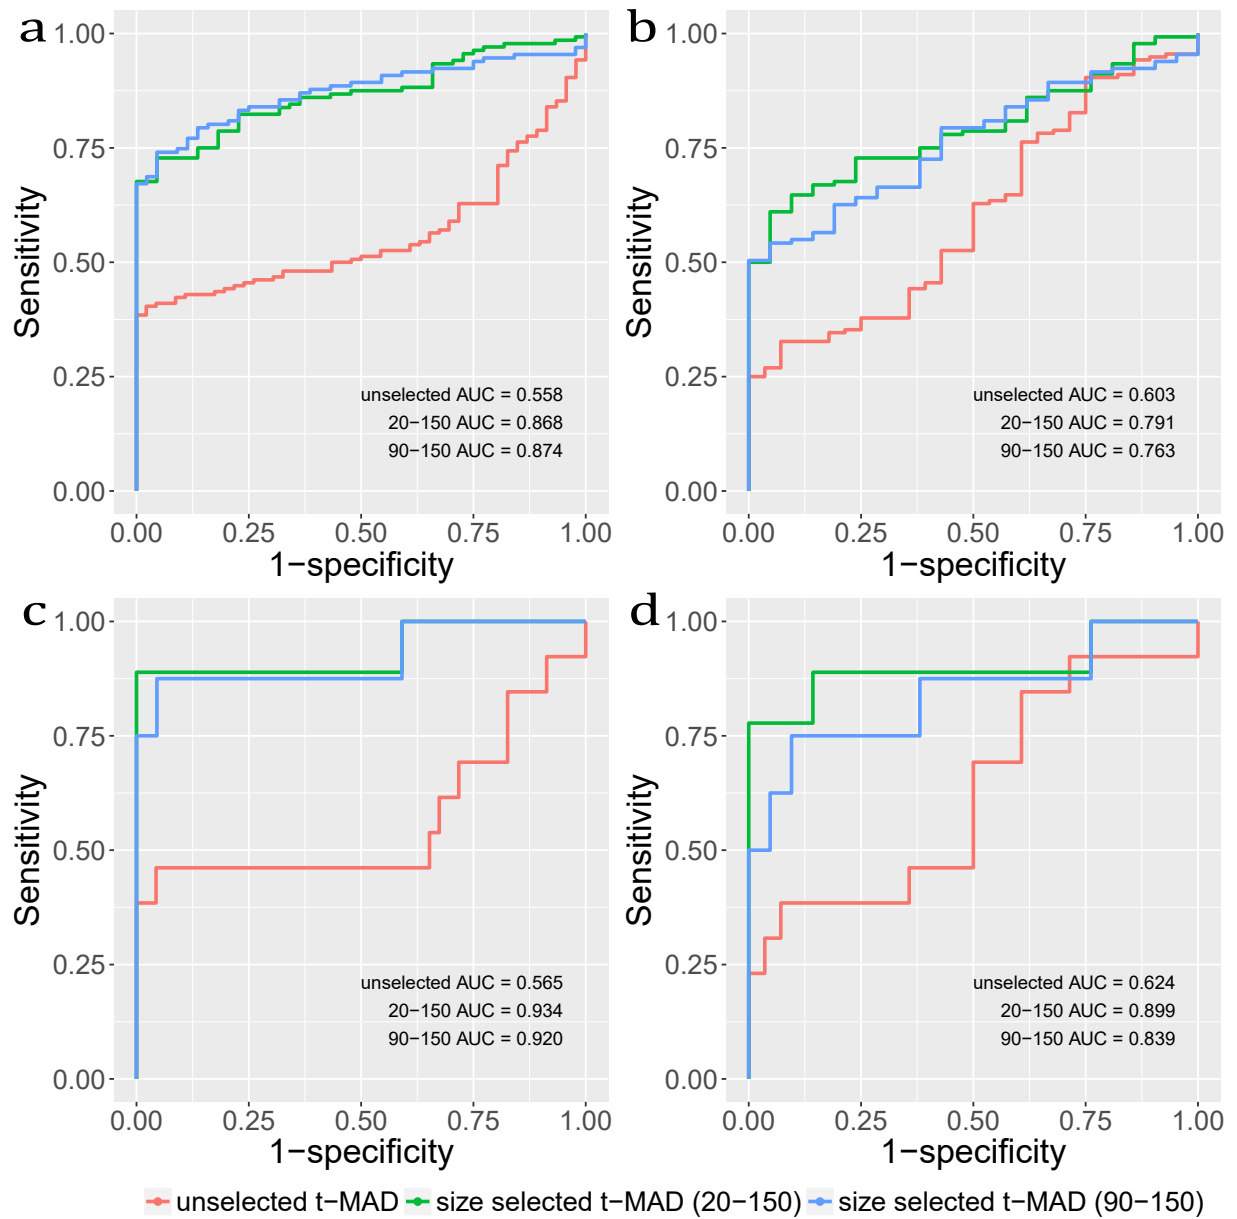 a
1.00
0.75
0.50
0.25
0.00
Sensitivity
unselected AUC = 0.558
20−150 AUC = 0.868
90−150 AUC = 0.874
0.00 0.25 0.50 0.75 1.00
1−specificity
b
1.00
0.75
0.50
0.25
0.00
Sensitivity
unselected AUC = 0.603
20−150 AUC = 0.791
90−150 AUC = 0.763
0.00 0.25 0.50 0.75 1.00
1−specificity
c
1.00
0.75
0.50
0.25
0.00
Sensitivity
unselected AUC = 0.565
20−150 AUC = 0.934
90−150 AUC = 0.920
0.00 0.25 0.50 0.75 1.00
1−specificity
d
1.00
0.75
0.50
0.25
0.00
Sensitivity
unselected AUC = 0.624
20−150 AUC = 0.899
90−150 AUC = 0.839
0.00 0.25 0.50 0.75 1.00
1−specificity
unselected t−MAD size selected t−MAD (20−150) size selected t−MAD (90−150)